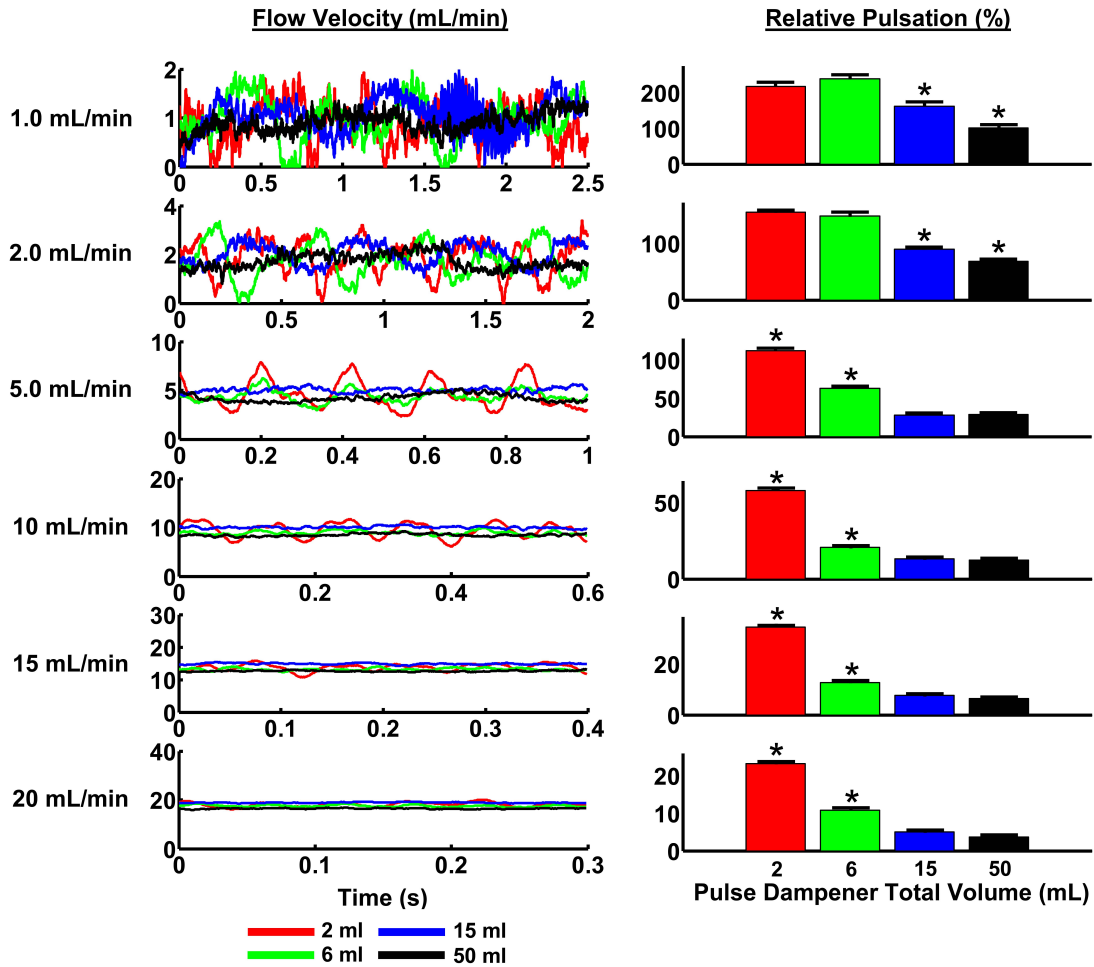 Flow Velocity (mL/min)
Relative Pulsation (%)
1.0 mL/min
2
1
0
0 0.5 1 1.5 2 2.5
200
100
0
* *
2.0 mL/min
4
2
0
0 0.5 1 1.5 2
100
0
* *
5.0 mL/min
10
5
0
0 0.2 0.4 0.6 0.8 1
100
50
0
* *
10 mL/min
20
10
0
0 0.2 0.4 0.6
50
0
* *
15 mL/min
30
20
10
0
0 0.1 0.2 0.3 0.4
20
0
* *
20 mL/min
40
20
0
0 0.1 0.2 0.3
20
10
0
* *
2 6 15 50
Time (s)
Pulse Dampener Total Volume (mL)
2 ml 15 ml
6 ml 50 ml